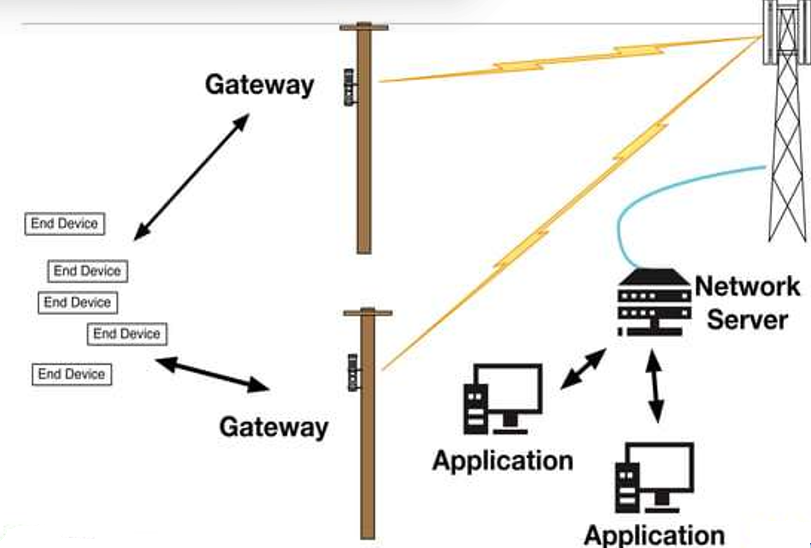 Gateway
End Device
End Device
End Device
End Device
End Device
Gateway
Network
Server
Application
Application